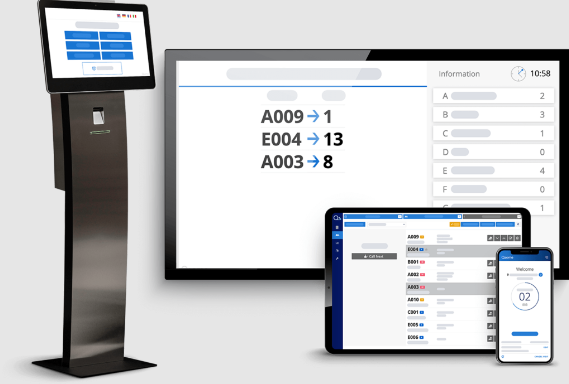 Information 10:58
A009 → 1
E004 → 13
A003 → 8
A 2
B 3
C 1
D 0
E 4
F 0
G 1
Call Next
A009
E004
B001
A002
A003
A010
C001
E005
E006
Welcome
02